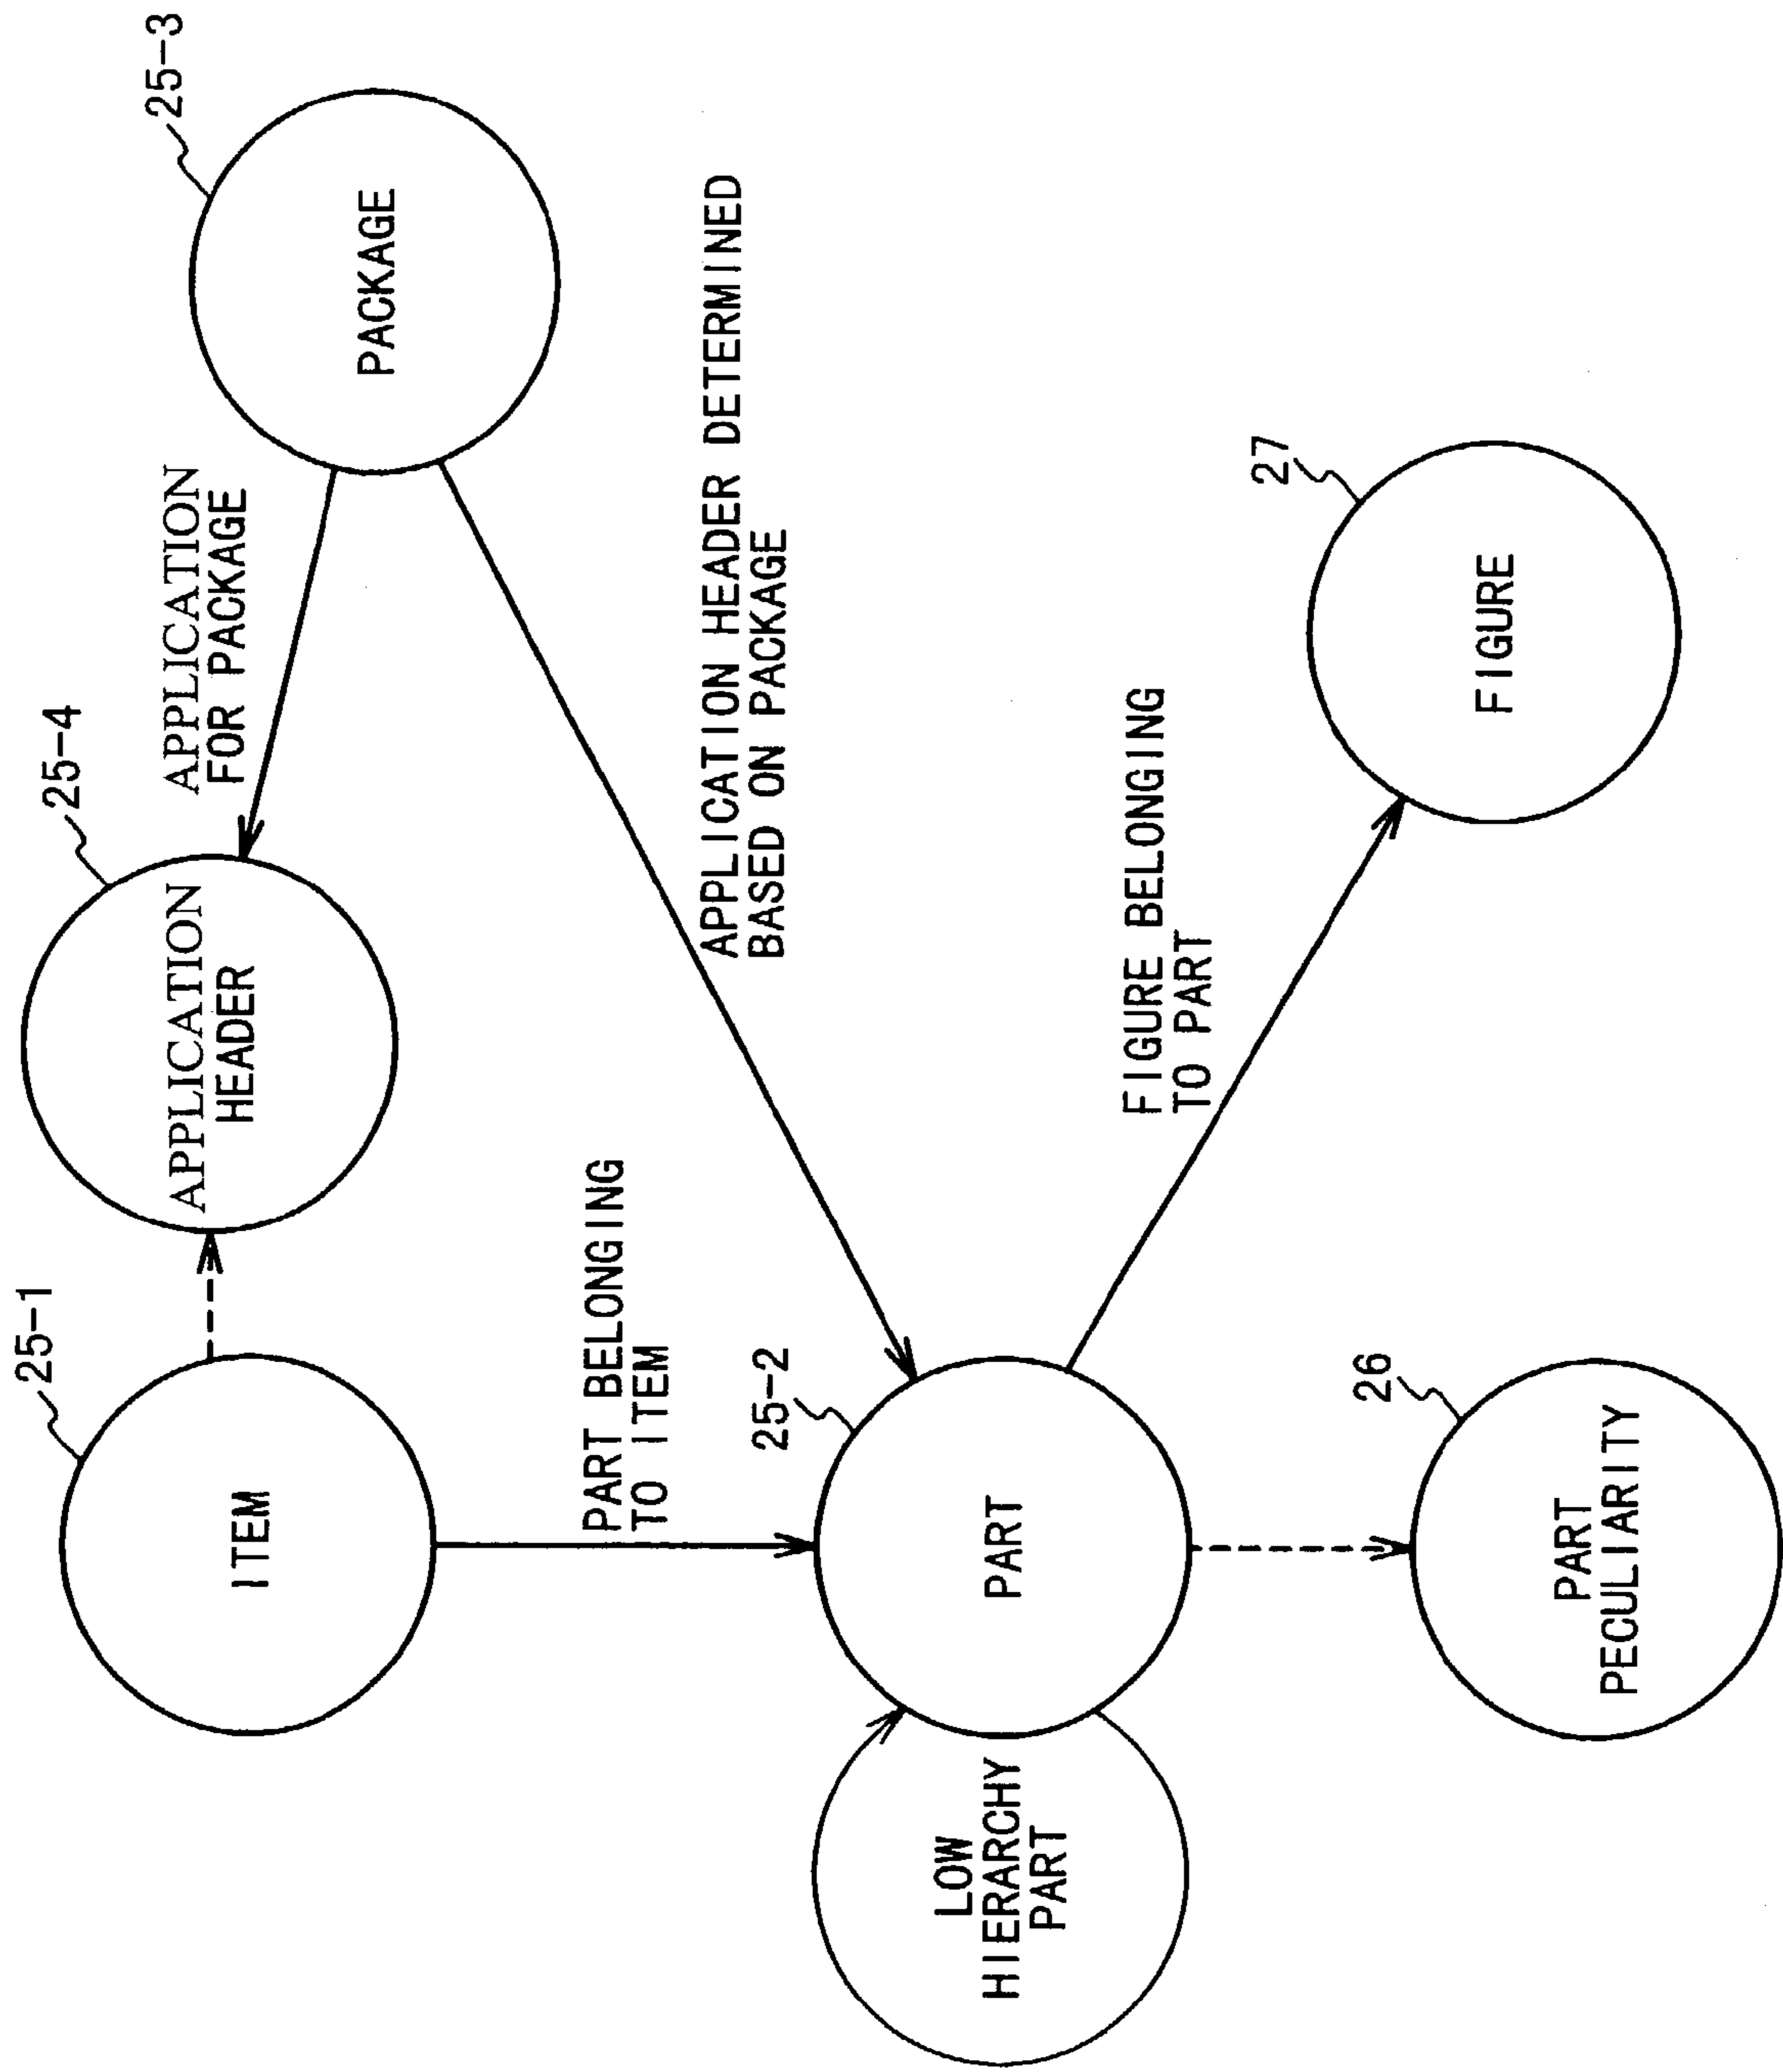 25-1
25-4
25-3
ITEM
APPLICATION
HEADER
APPLICATION
FOR PACKAGE
PACKAGE
PART BELONGING
TO ITEM
APPLICATION HEADER DETERMINED
BASED ON PACKAGE
25-2
LOW
HIERARCHY
PART
PART
FIGURE BELONGING
TO PART
27
26
FIGURE
PART
PECULIARITY